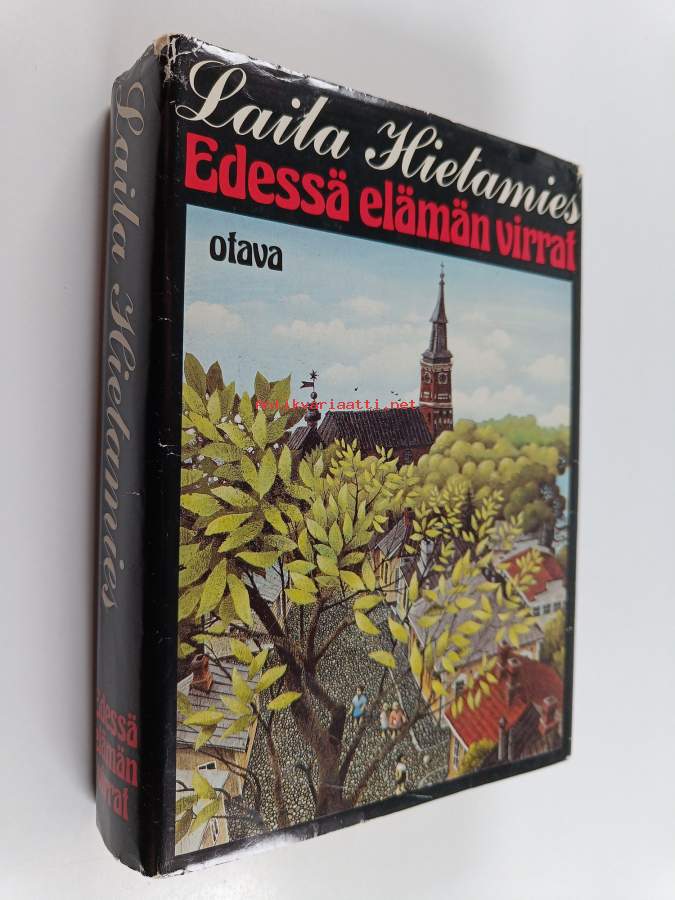 Laila Hietamies
Edessä elämän virrat
otava
Antikvariaatti.net
Laila Hietamies
Edessä
elämän
virrat